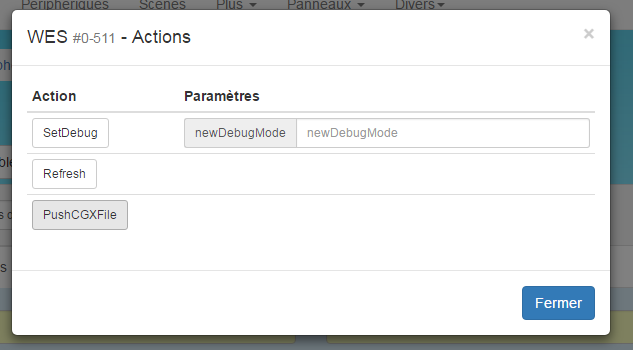 Périphériques Scènes Plus Panneaux Divers
WES #0-511 - Actions ×
Action Paramètres
SetDebug newDebugMode newDebugMode
Refresh
PushCGXFile
Fermer